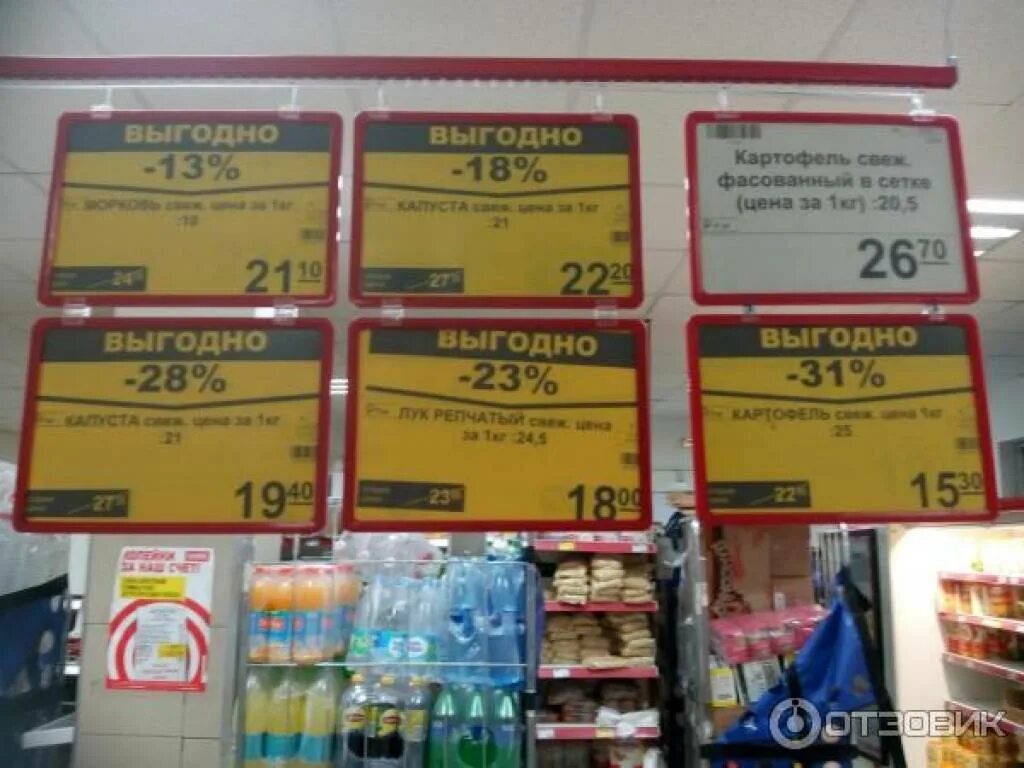 ВЫГОДНО
-13%
МОРКОВЬ свеж. цена за 1кг
:18
24
21 10
ВЫГОДНО
-18%
КАПУСТА свеж. цена за 1кг
:21
27
22 20
Картофель свеж.
фасованный в сетке
(цена за 1кг) :20,5
26 70
ВЫГОДНО
-28%
КАПУСТА свеж. цена за 1кг
:21
27
19 40
ВЫГОДНО
-23%
ЛУК РЕПЧАТЫЙ свеж. цена
за 1кг :24,5
23
18 00
ВЫГОДНО
-31%
КАРТОФЕЛЬ свеж. цена 1кг
:25
22
15 30
КОПЕЙКИ
ЗА НАШ СЧЕТ!
ОТЗОВИК